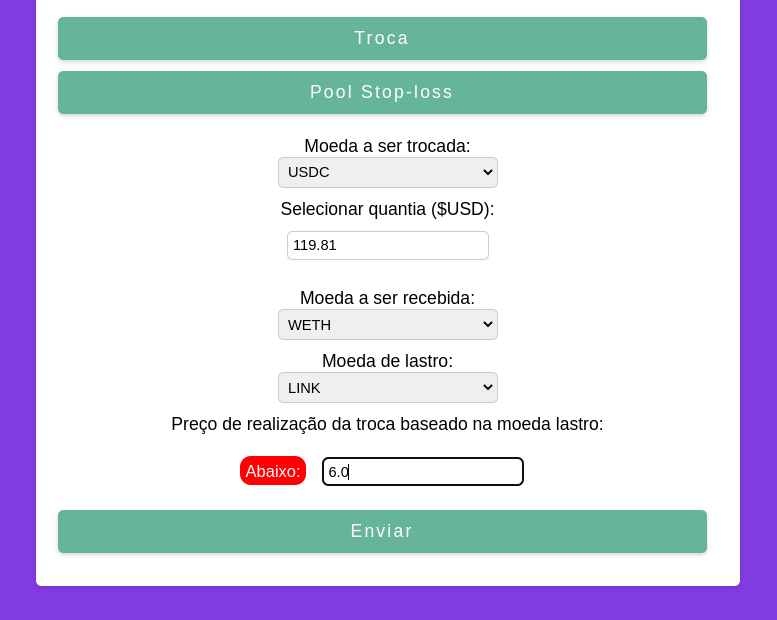 Troca
Pool Stop-loss
Moeda a ser trocada:
USDC
Selecionar quantia ($USD):
119.81
Moeda a ser recebida:
WETH
Moeda de lastro:
LINK
Preço de realização da troca baseado na moeda lastro:
Abaixo: 6.0
Enviar